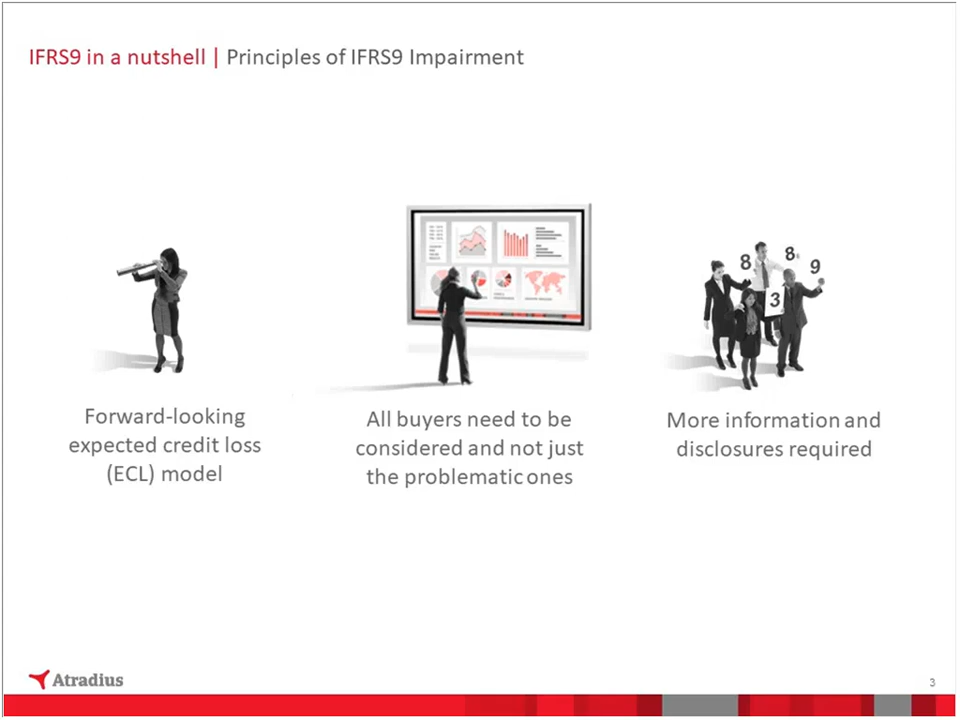 IFRS9 in a nutshell | Principles of IFRS9 Impairment
8
8
9
3
Forward-looking
expected credit loss
(ECL) model
All buyers need to be
considered and not just
the problematic ones
More information and
disclosures required
Atradius
3